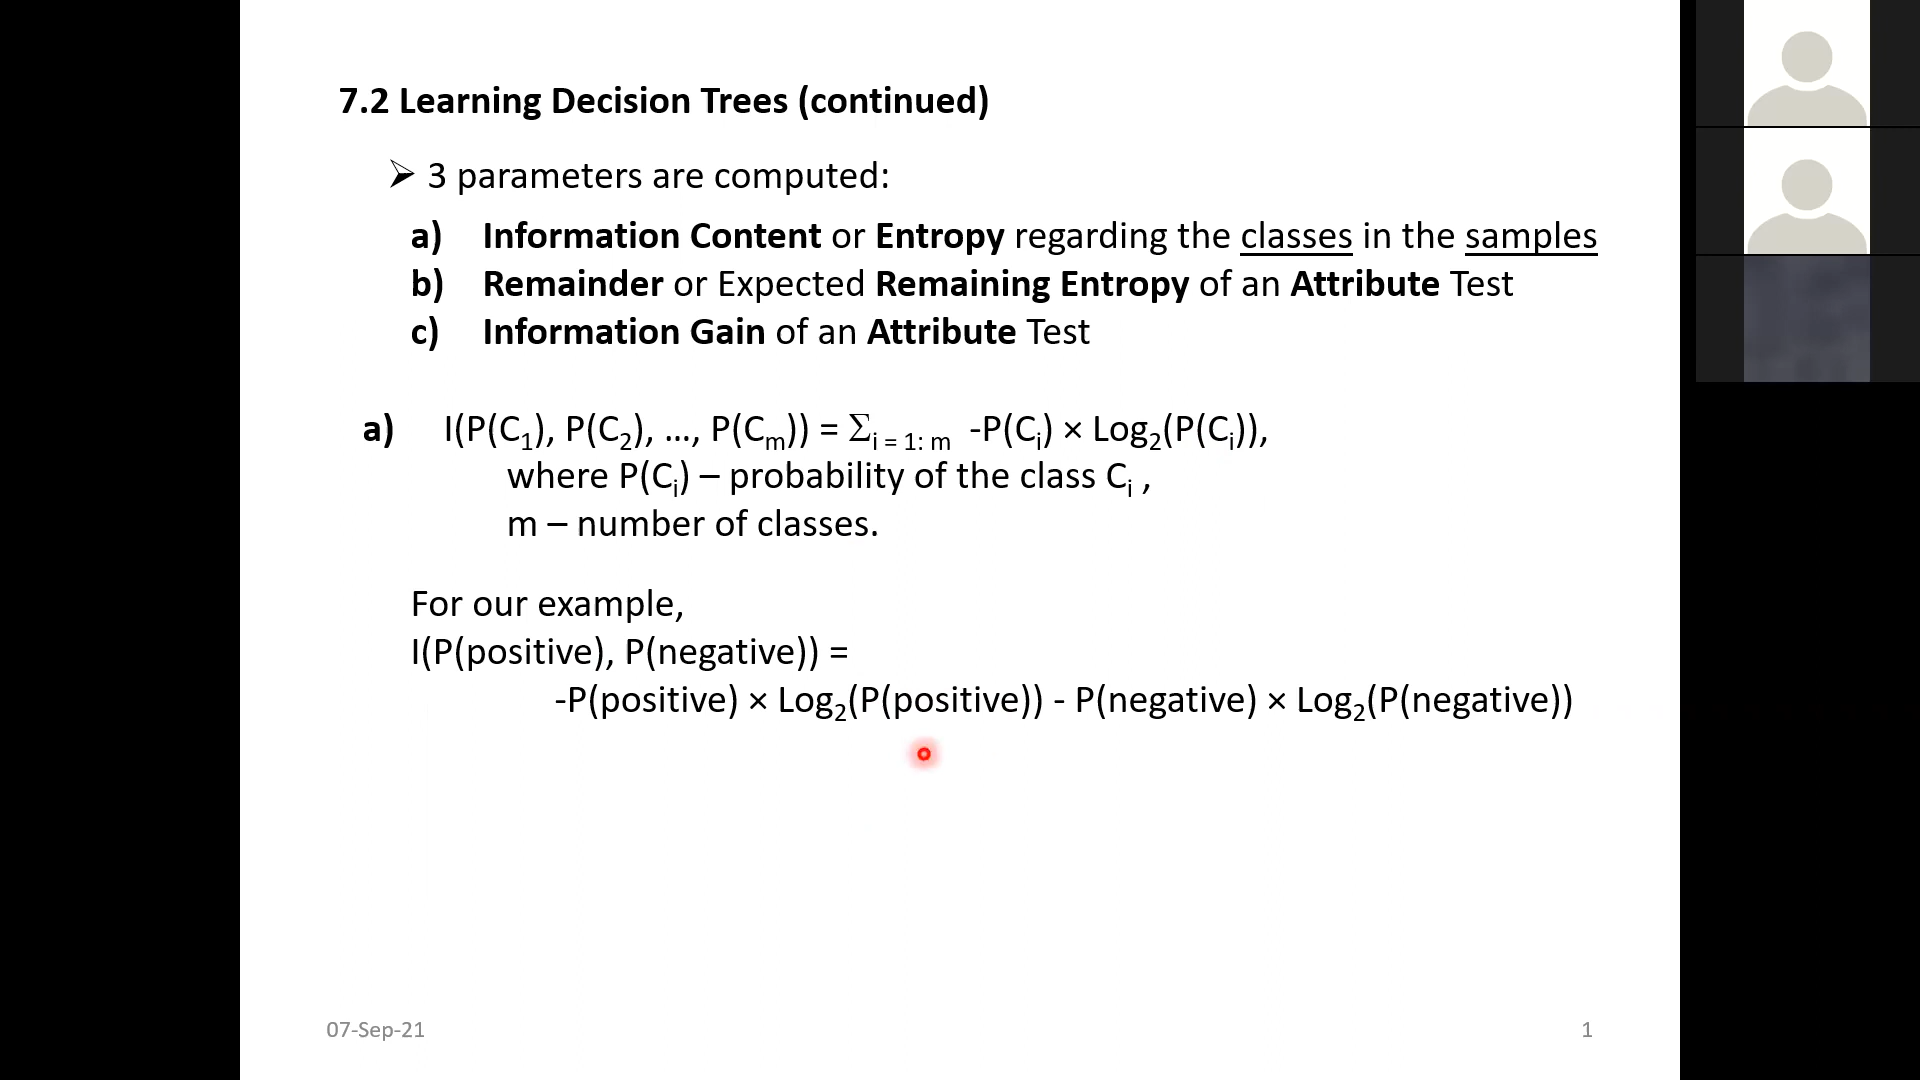 7.2 Learning Decision Trees (continued)
➢ 3 parameters are computed:
a) Information Content or Entropy regarding the classes in the samples
b) Remainder or Expected Remaining Entropy of an Attribute Test
c) Information Gain of an Attribute Test
a) I(P(C₁), P(C₂), ..., P(Cₘ)) = Σᵢ ₌ ₁: ₘ -P(Cᵢ) × Log₂(P(Cᵢ)),
where P(Cᵢ) – probability of the class Cᵢ ,
m – number of classes.
For our example,
I(P(positive), P(negative)) =
-P(positive) × Log₂(P(positive)) - P(negative) × Log₂(P(negative))
07-Sep-21
1